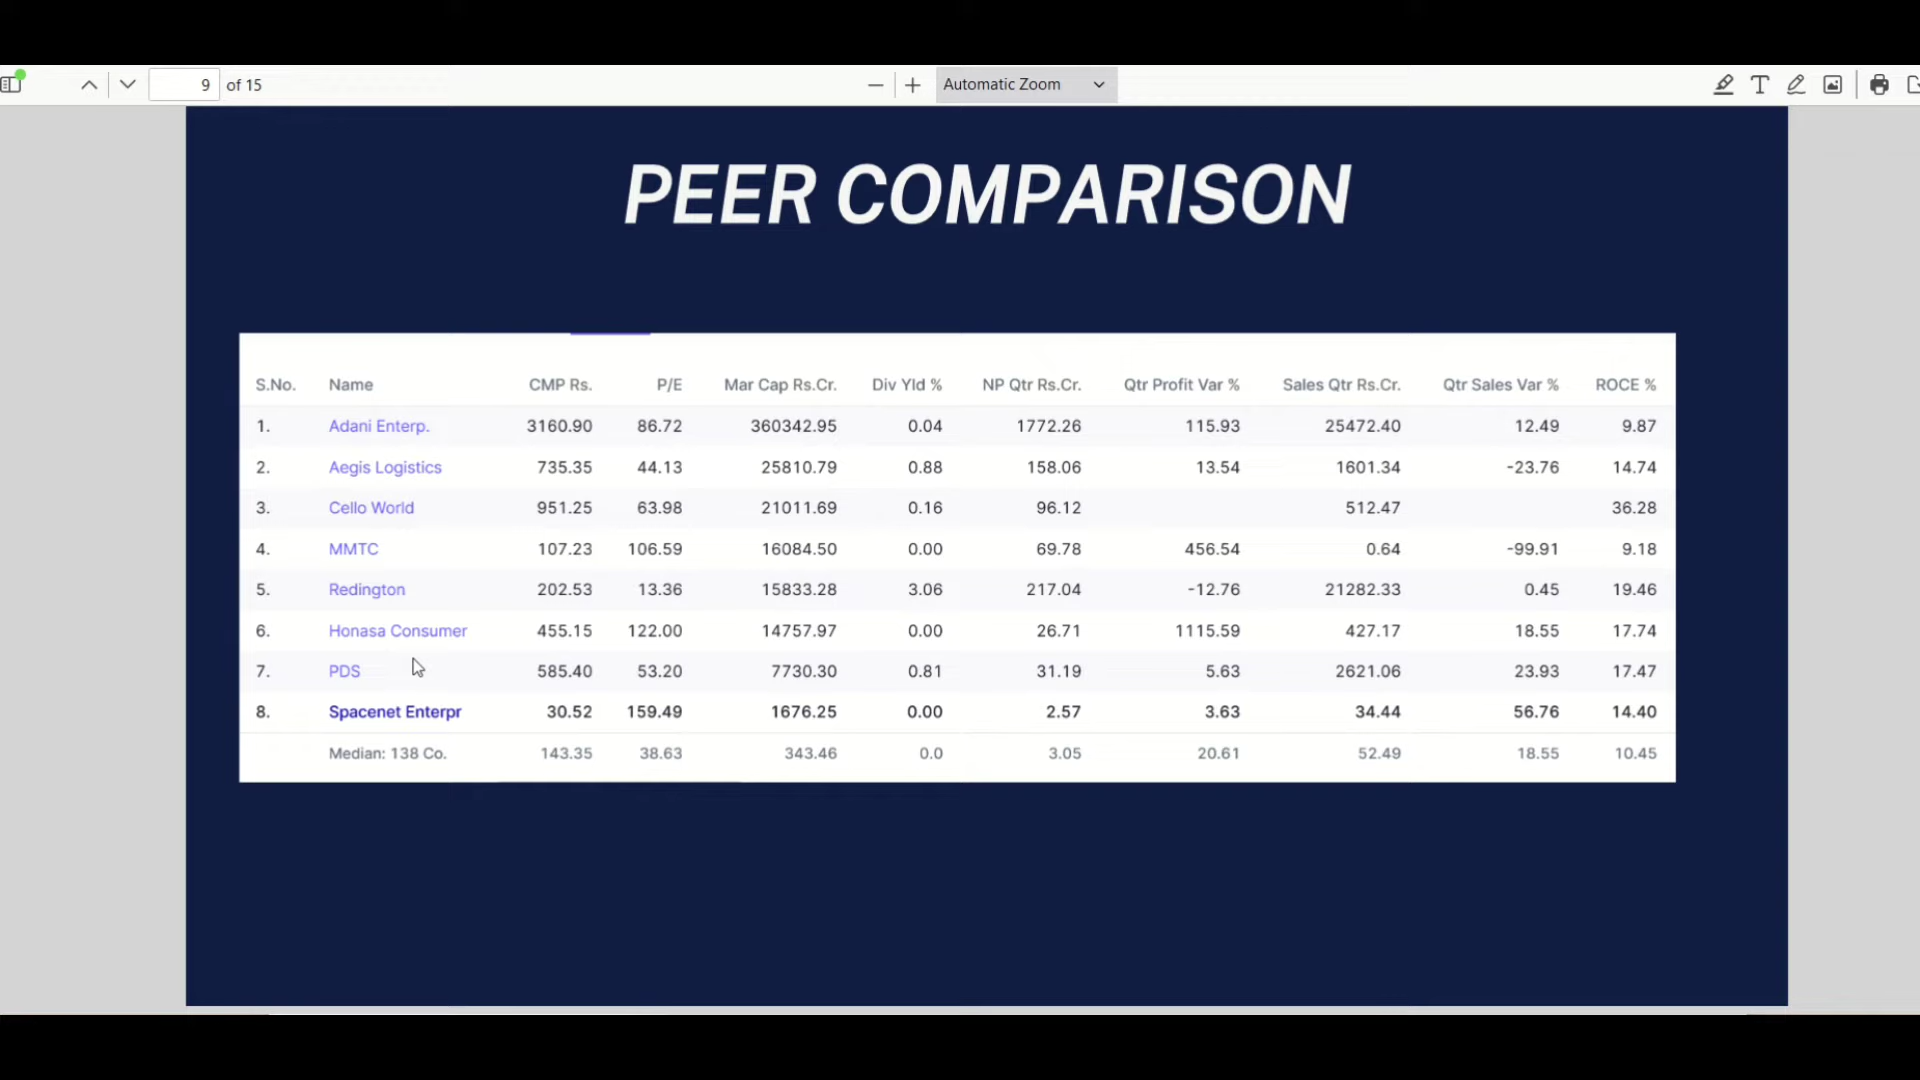 9 of 15 Automatic Zoom
PEER COMPARISON
S.No. Name CMP Rs. P/E Mar Cap Rs.Cr. Div Yld % NP Qtr Rs.Cr. Qtr Profit Var % Sales Qtr Rs.Cr. Qtr Sales Var % ROCE %
1. Adani Enterp. 3160.90 86.72 360342.95 0.04 1772.26 115.93 25472.40 12.49 9.87
2. Aegis Logistics 735.35 44.13 25810.79 0.88 158.06 13.54 1601.34 -23.76 14.74
3. Cello World 951.25 63.98 21011.69 0.16 96.12 512.47 36.28
4. MMTC 107.23 106.59 16084.50 0.00 69.78 456.54 0.64 -99.91 9.18
5. Redington 202.53 13.36 15833.28 3.06 217.04 -12.76 21282.33 0.45 19.46
6. Honasa Consumer 455.15 122.00 14757.97 0.00 26.71 1115.59 427.17 18.55 17.74
7. PDS 585.40 53.20 7730.30 0.81 31.19 5.63 2621.06 23.93 17.47
8. Spacenet Enterpr 30.52 159.49 1676.25 0.00 2.57 3.63 34.44 56.76 14.40
Median: 138 Co. 143.35 38.63 343.46 0.0 3.05 20.61 52.49 18.55 10.45